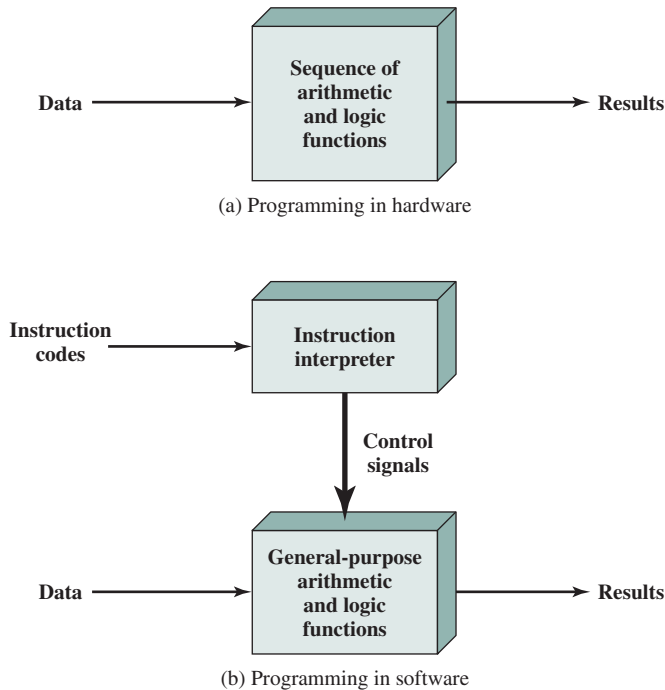 Data
Sequence of
arithmetic
and logic
functions
Results
(a) Programming in hardware
Instruction
codes
Instruction
interpreter
Control
signals
Data
General-purpose
arithmetic
and logic
functions
Results
(b) Programming in software